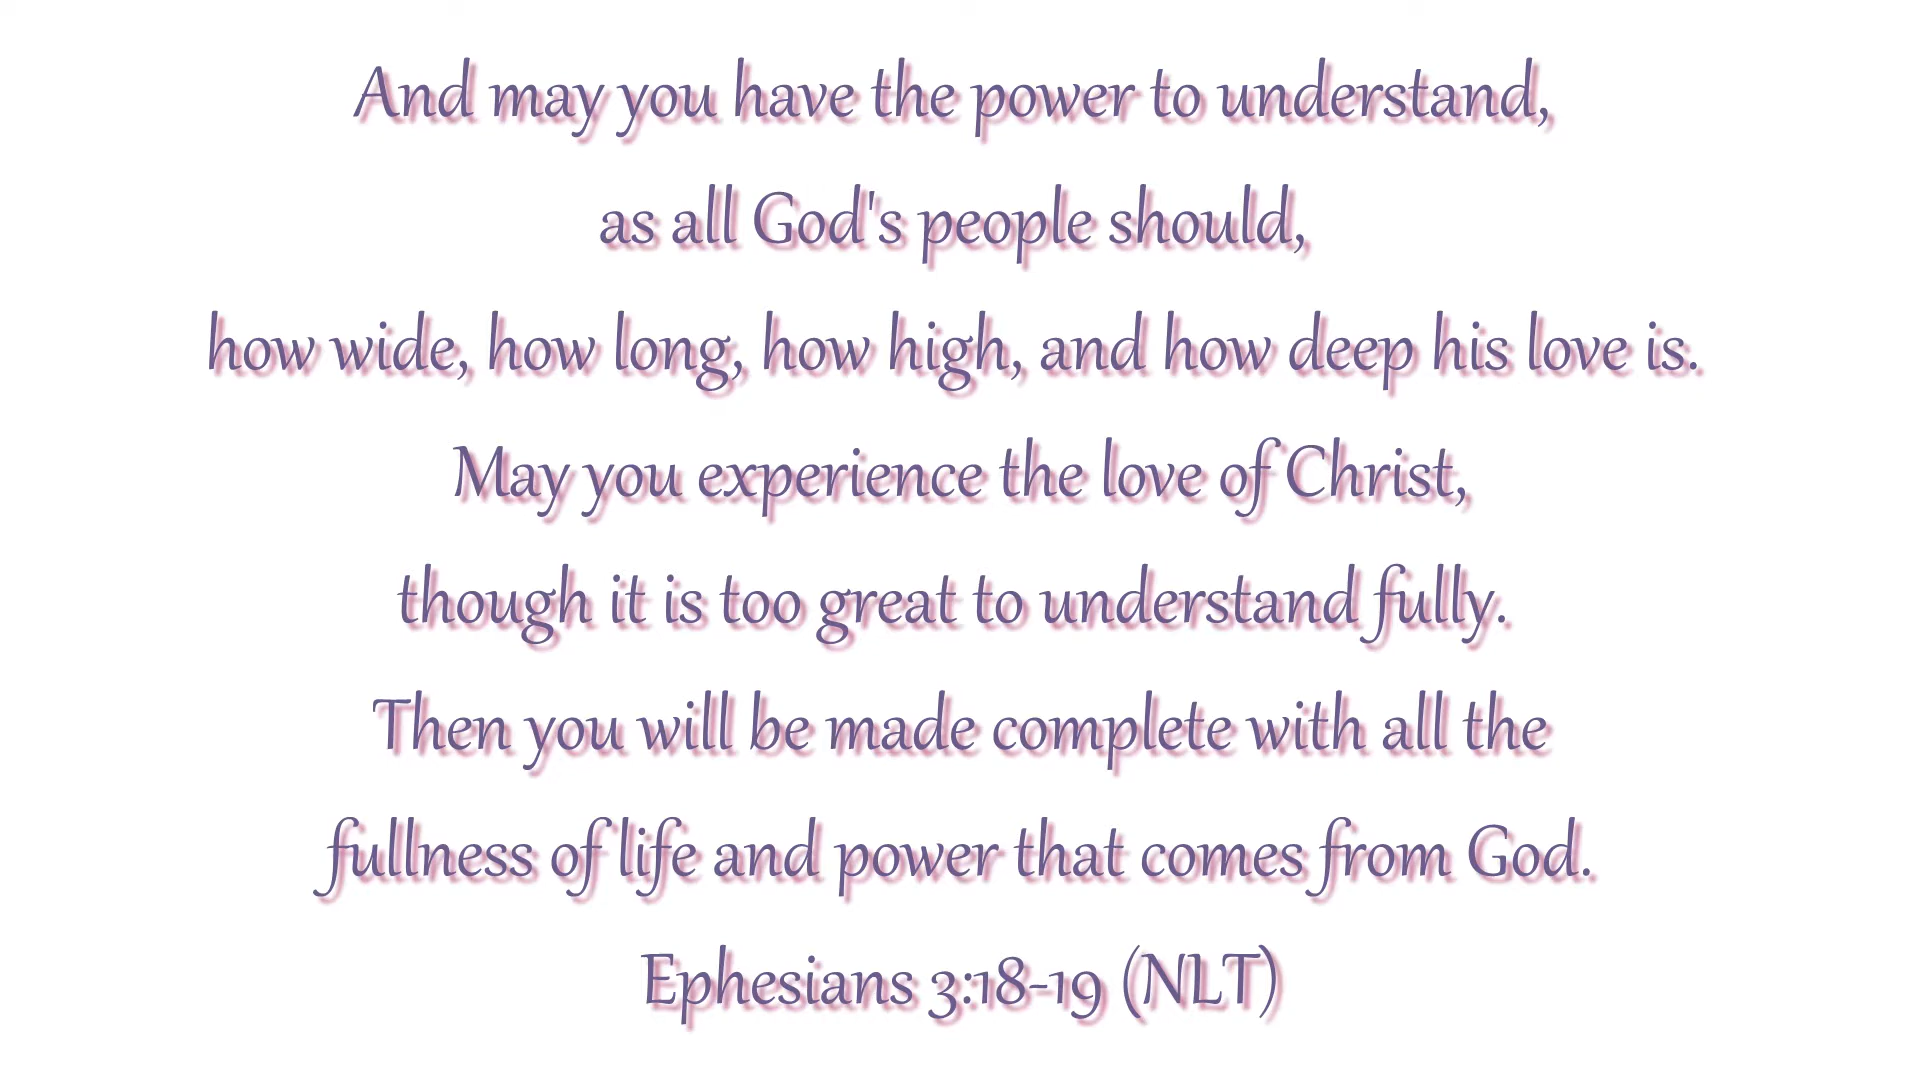 And may you have the power to understand,
as all God's people should,
how wide, how long, how high, and how deep his love is.
May you experience the love of Christ,
though it is too great to understand fully.
Then you will be made complete with all the
fullness of life and power that comes from God.
Ephesians 3:18-19 (NLT)